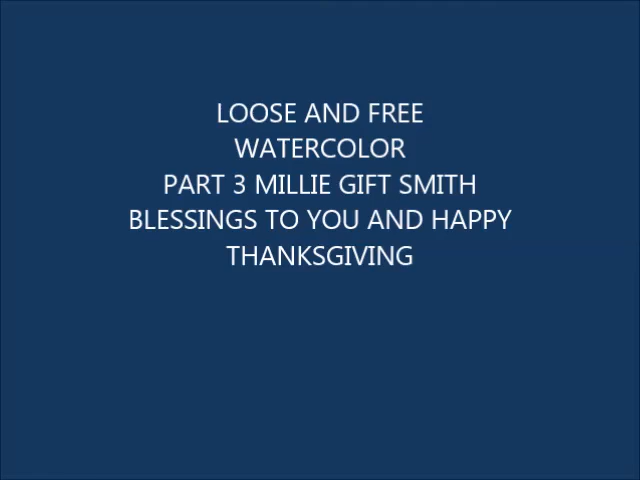 LOOSE AND FREE
WATERCOLOR
PART 3 MILLIE GIFT SMITH
BLESSINGS TO YOU AND HAPPY
THANKSGIVING